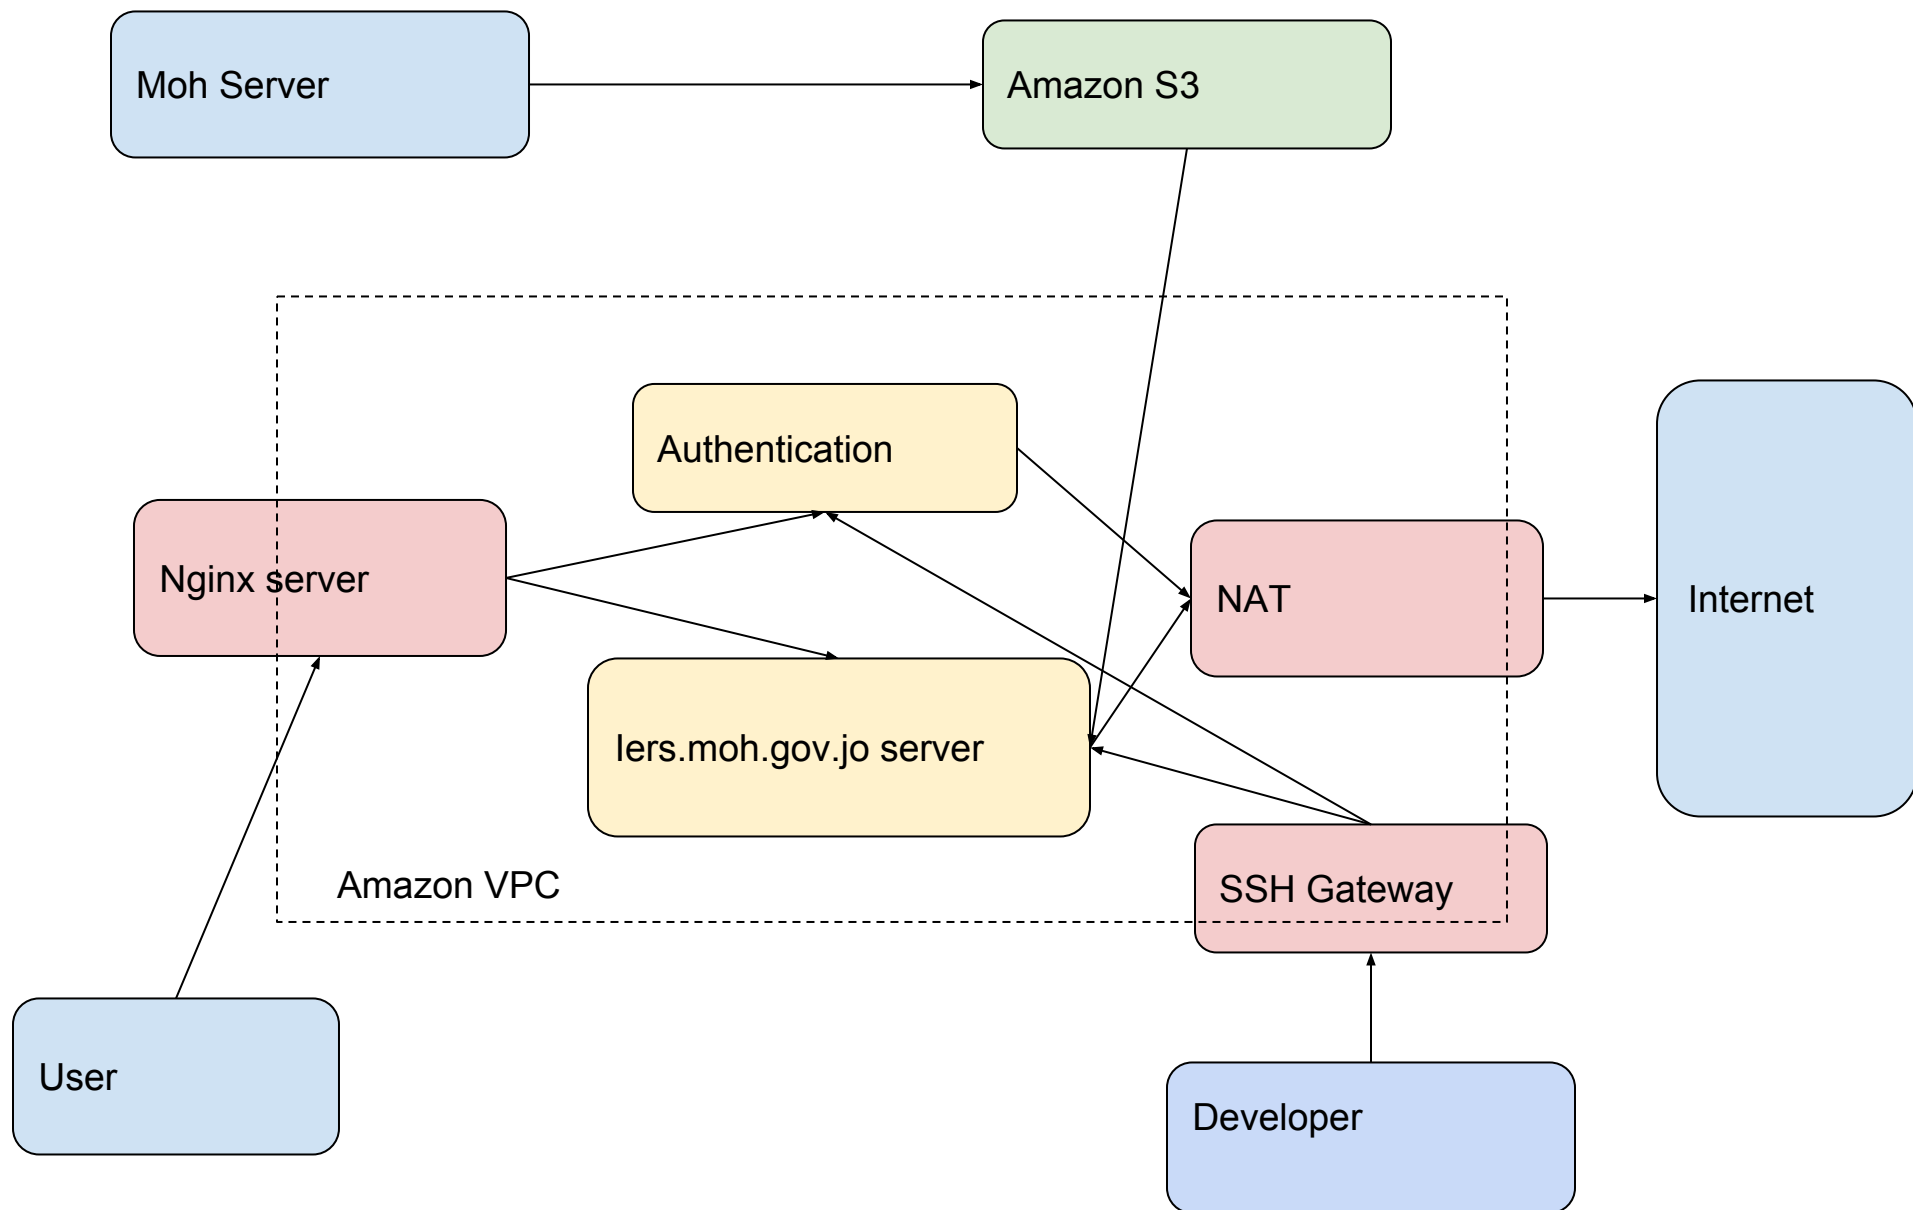 Moh Server
Amazon S3
Authentication
Nginx server
NAT
Internet
Iers.moh.gov.jo server
Amazon VPC
SSH Gateway
User
Developer